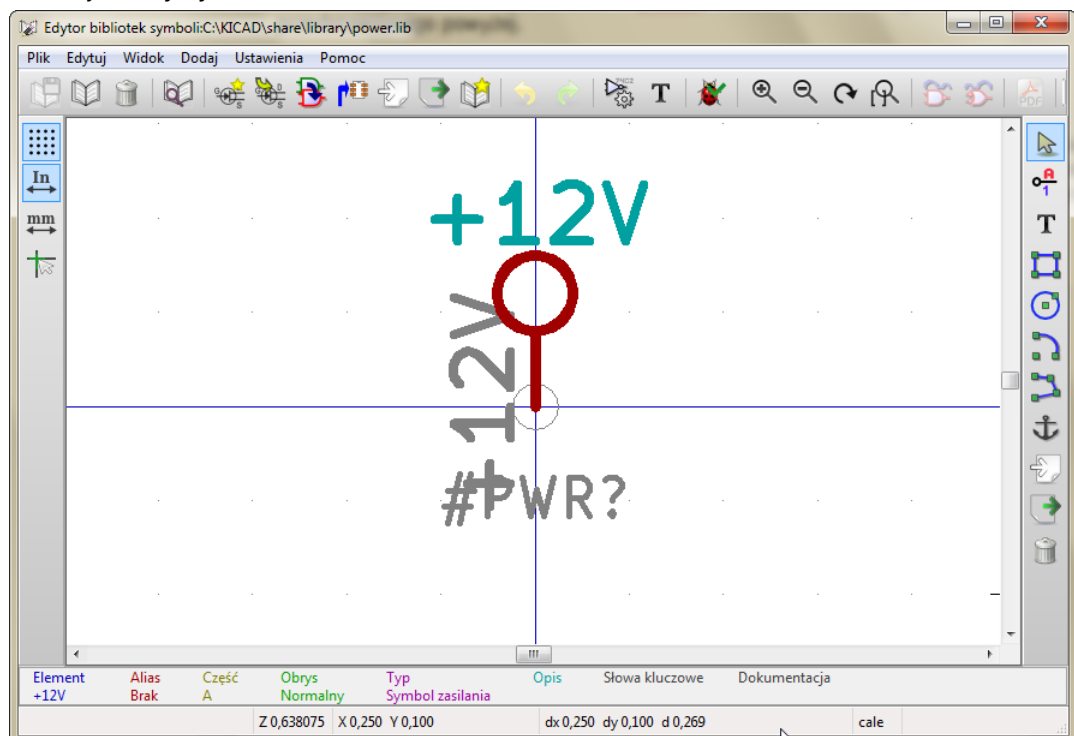 Edytor bibliotek symboli:C:\KICAD\share\library\power.lib
Plik Edytuj Widok Dodaj Ustawienia Pomoc
T
In
mm
A
1
T
+12V
+12V
#PWR?
Element Alias Część Obrys Typ Opis Słowa kluczowe Dokumentacja
+12V Brak A Normalny Symbol zasilania
Z 0,638075 X 0,250 Y 0,100 dx 0,250 dy 0,100 d 0,269 cale